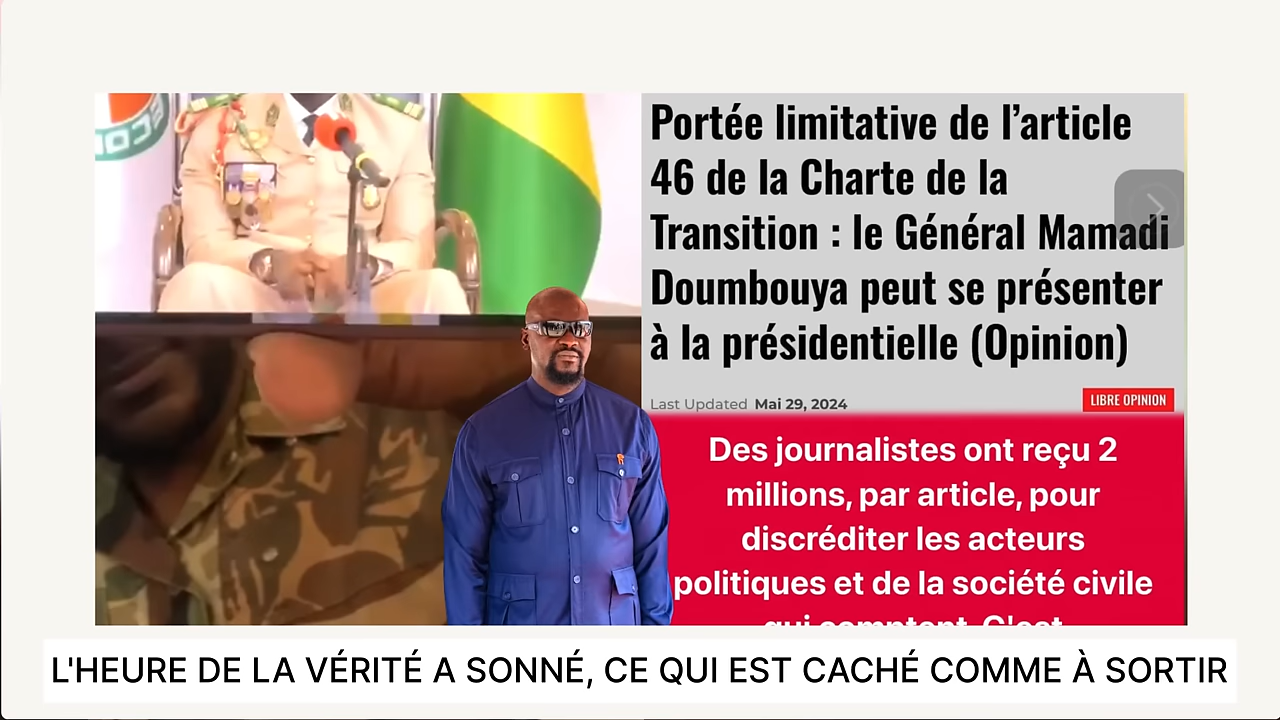 Portée limitative de l’article
46 de la Charte de la
Transition : le Général Mamadi
Doumbouya peut se présenter
à la présidentielle (Opinion)
Last Updated Mai 29, 2024
LIBRE OPINION
Des journalistes ont reçu 2
millions, par article, pour
discréditer les acteurs
politiques et de la société civile
qui comptent. C'est
L'HEURE DE LA VÉRITÉ A SONNÉ, CE QUI EST CACHÉ COMME À SORTIR